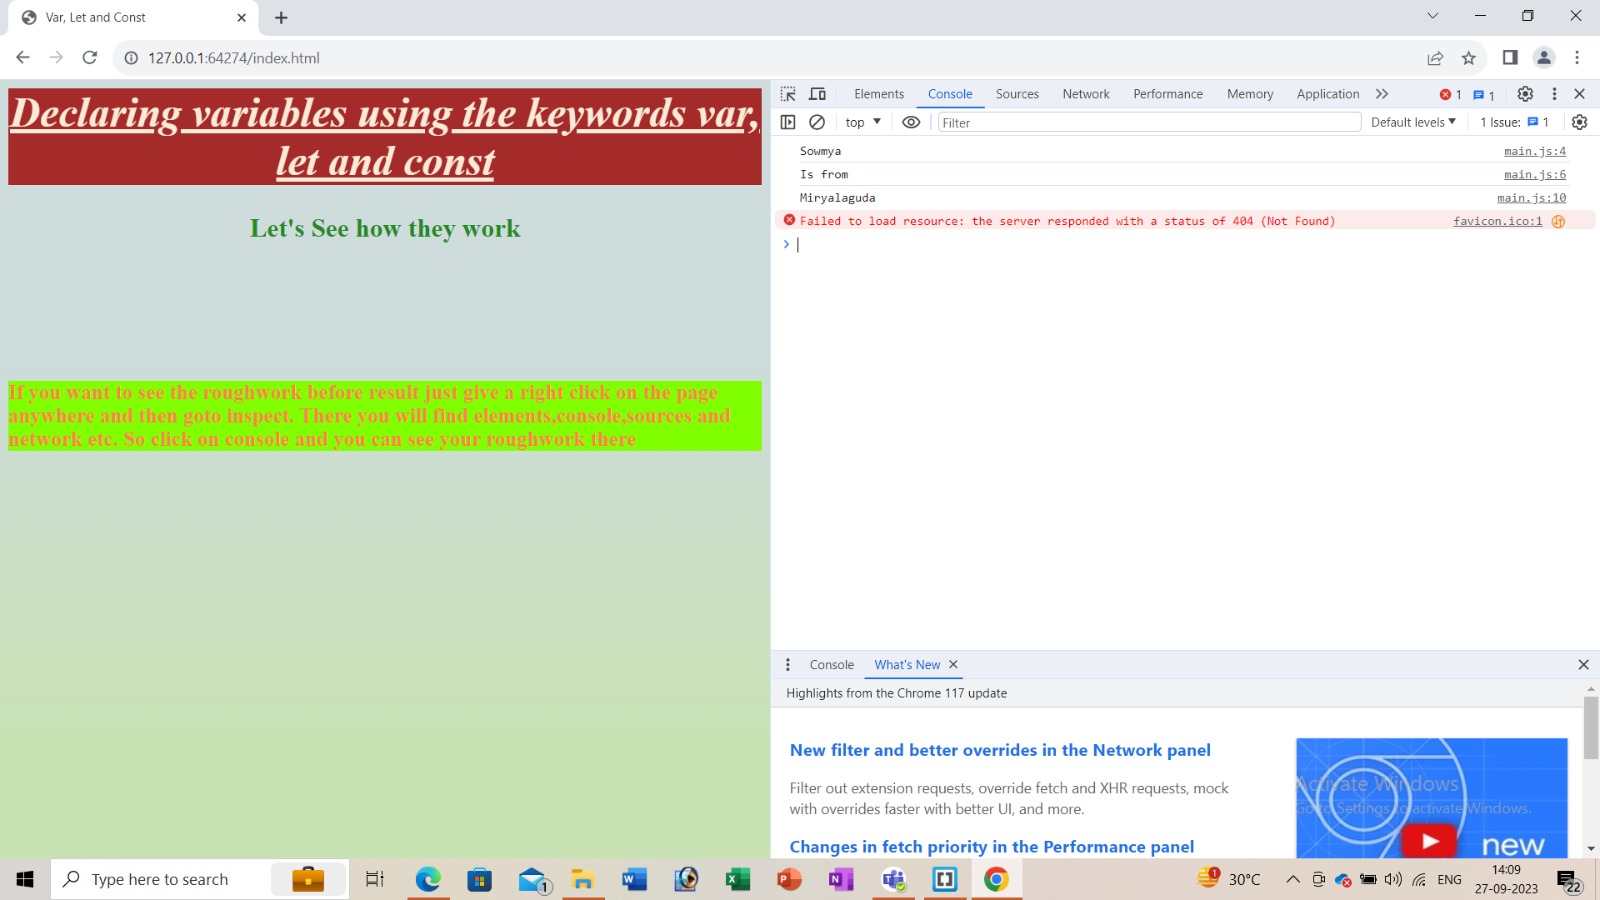 Var, Let and Const
127.0.0.1:64274/index.html
Declaring variables using the keywords var,
let and const
Let's See how they work
If you want to see the roughwork before result just give a right click on the page
anywhere and then goto inspect. There you will find elements,console,sources and
network etc. So click on console and you can see your roughwork there
Elements Console Sources Network Performance Memory Application 1 1
top Filter Default levels 1 Issue: 1
Sowmya main.js:4
Is from main.js:6
Miryalaguda main.js:10
Failed to load resource: the server responded with a status of 404 (Not Found) favicon.ico:1
Console What's New
Highlights from the Chrome 117 update
New filter and better overrides in the Network panel
Filter out extension requests, override fetch and XHR requests, mock
with overrides faster with better UI, and more.
Changes in fetch priority in the Performance panel
Activate Windows
Go to Settings to activate Windows.
new
Type here to search
1
1
30°C
ENG
14:09
27-09-2023
22